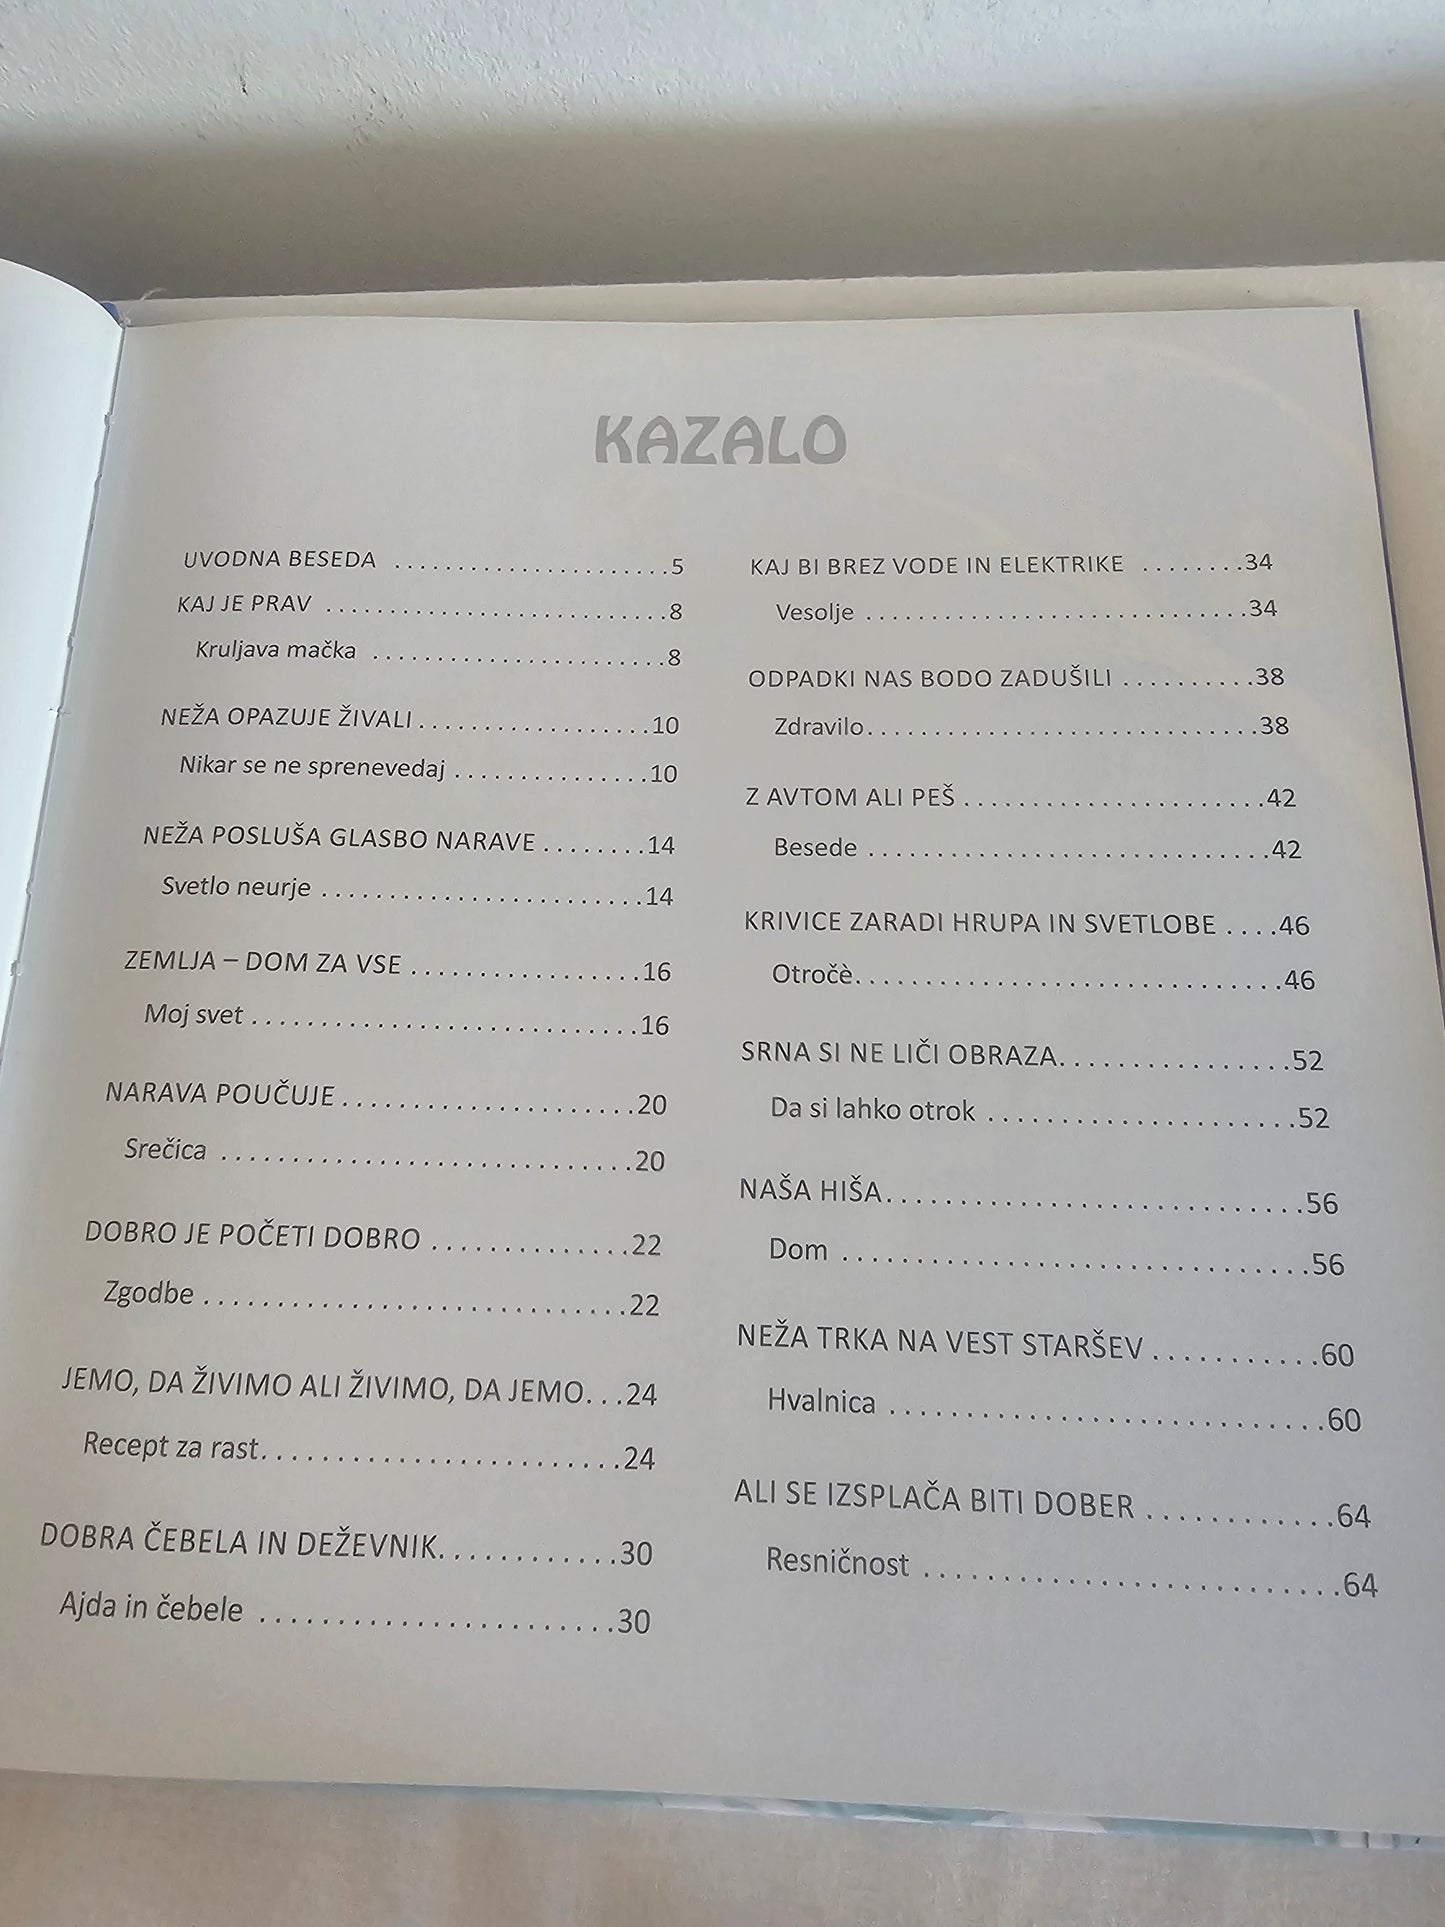 KAZALO
UVODNA BESEDA ......................5
KAJ JE PRAV ...........................8
Kruljava mačka .......................8
NEŽA OPAZUJE ŽIVALI ..................10
Nikar se ne sprenevedaj ...............10
NEŽA POSLUŠA GLASBO NARAVE ........14
Svetlo neurje .........................14
ZEMLJA – DOM ZA VSE ..................16
Moj svet ..............................16
NARAVA POUČUJE ......................20
Srečica .............................20
DOBRO JE POČETI DOBRO ..............22
Zgodbe .............................22
JEMO, DA ŽIVIMO ALI ŽIVIMO, DA JEMO...24
Recept za rast.........................24
DOBRA ČEBELA IN DEŽEVNIK............30
Ajda in čebele .......................30
KAJ BI BREZ VODE IN ELEKTRIKE ........34
Vesolje .............................34
ODPADKI NAS BODO ZADUŠILI ..........38
Zdravilo..............................38
Z AVTOM ALI PEŠ .......................42
Besede ..............................42
KRIVICE ZARADI HRUPA IN SVETLOBE ....46
Otročè...............................46
SRNA SI NE LIČI OBRAZA.................52
Da si lahko otrok .....................52
NAŠA HIŠA.............................56
Dom ................................56
NEŽA TRKA NA VEST STARŠEV ...........60
Hvalnica .............................60
ALI SE IZSPLAČA BITI DOBER ............64
Resničnost ..........................64